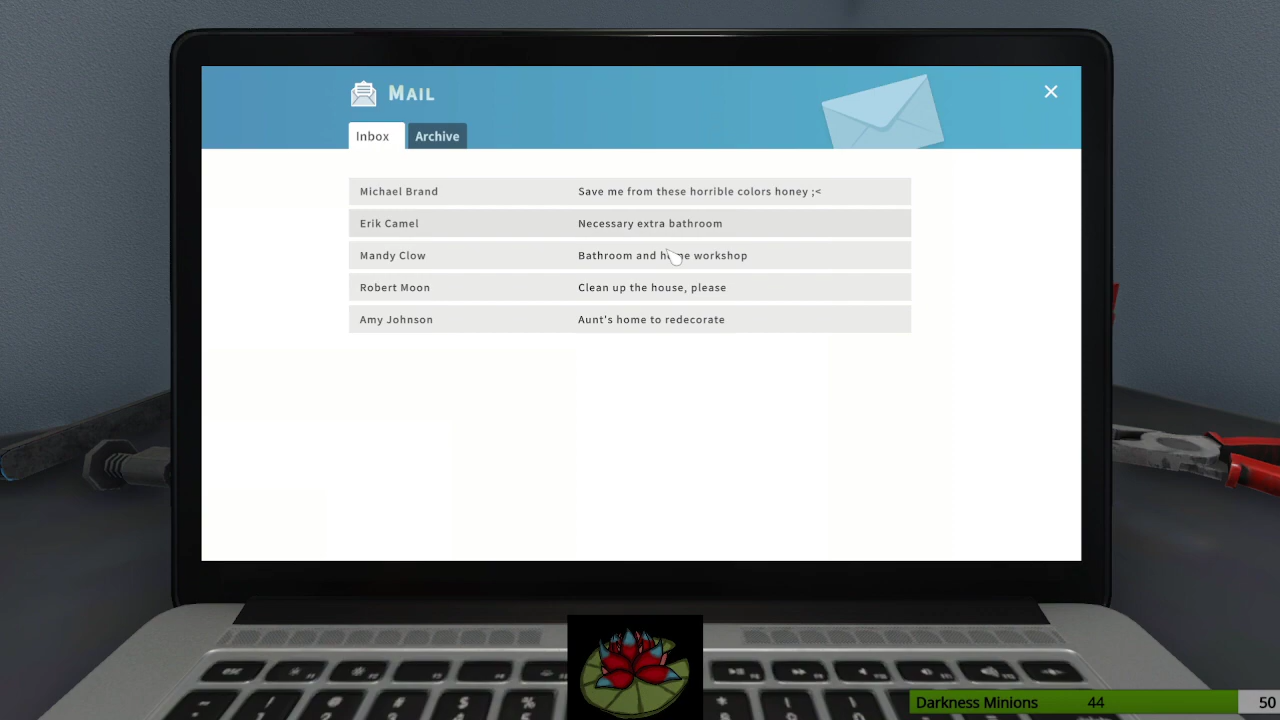 MAIL
Inbox Archive
Michael Brand Save me from these horrible colors honey ;<
Erik Camel Necessary extra bathroom
Mandy Clow Bathroom and home workshop
Robert Moon Clean up the house, please
Amy Johnson Aunt's home to redecorate
Darkness Minions 44 50